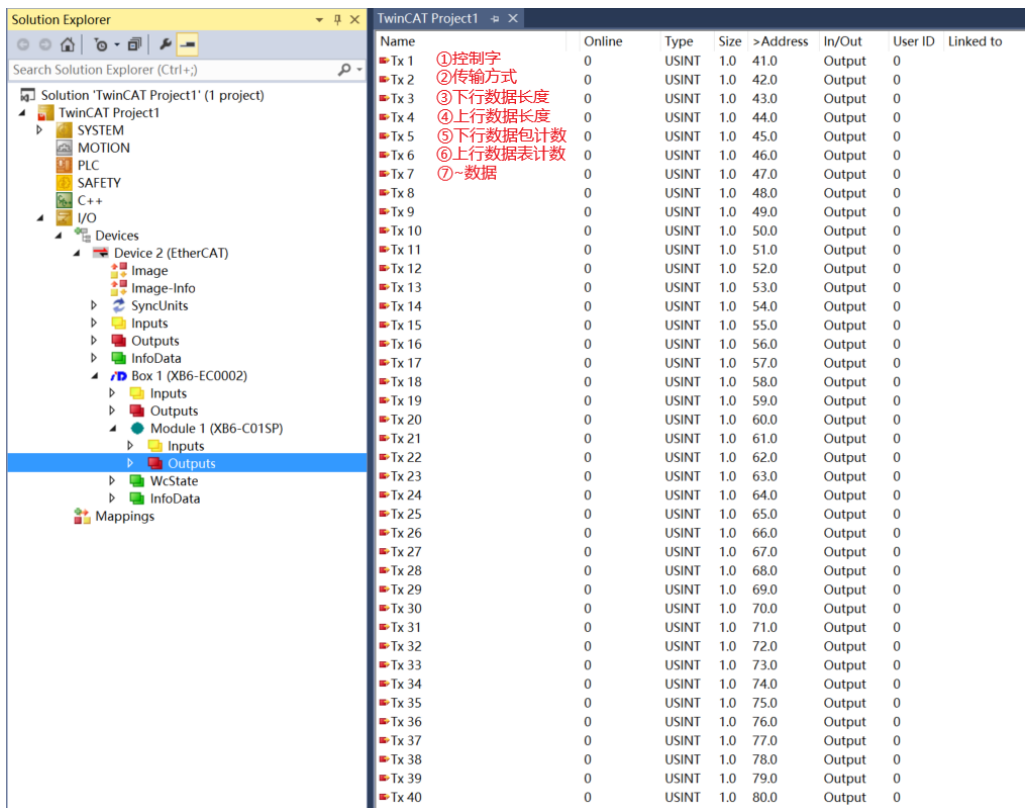 Solution Explorer
Search Solution Explorer (Ctrl+;)
Solution 'TwinCAT Project1' (1 project)
TwinCAT Project1
SYSTEM
MOTION
PLC
SAFETY
C++
I/O
Devices
Device 2 (EtherCAT)
Image
Image-Info
SyncUnits
Inputs
Outputs
InfoData
Box 1 (XB6-EC0002)
Inputs
Outputs
Module 1 (XB6-C01SP)
Inputs
Outputs
WcState
InfoData
Mappings
TwinCAT Project1
Name Online Type Size >Address In/Out User ID Linked to
Tx 1 ①控制字 0 USINT 1.0 41.0 Output 0
Tx 2 ②传输方式 0 USINT 1.0 42.0 Output 0
Tx 3 ③下行数据长度 0 USINT 1.0 43.0 Output 0
Tx 4 ④上行数据长度 0 USINT 1.0 44.0 Output 0
Tx 5 ⑤下行数据包计数 0 USINT 1.0 45.0 Output 0
Tx 6 ⑥上行数据表计数 0 USINT 1.0 46.0 Output 0
Tx 7 ⑦~数据 0 USINT 1.0 47.0 Output 0
Tx 8 0 USINT 1.0 48.0 Output 0
Tx 9 0 USINT 1.0 49.0 Output 0
Tx 10 0 USINT 1.0 50.0 Output 0
Tx 11 0 USINT 1.0 51.0 Output 0
Tx 12 0 USINT 1.0 52.0 Output 0
Tx 13 0 USINT 1.0 53.0 Output 0
Tx 14 0 USINT 1.0 54.0 Output 0
Tx 15 0 USINT 1.0 55.0 Output 0
Tx 16 0 USINT 1.0 56.0 Output 0
Tx 17 0 USINT 1.0 57.0 Output 0
Tx 18 0 USINT 1.0 58.0 Output 0
Tx 19 0 USINT 1.0 59.0 Output 0
Tx 20 0 USINT 1.0 60.0 Output 0
Tx 21 0 USINT 1.0 61.0 Output 0
Tx 22 0 USINT 1.0 62.0 Output 0
Tx 23 0 USINT 1.0 63.0 Output 0
Tx 24 0 USINT 1.0 64.0 Output 0
Tx 25 0 USINT 1.0 65.0 Output 0
Tx 26 0 USINT 1.0 66.0 Output 0
Tx 27 0 USINT 1.0 67.0 Output 0
Tx 28 0 USINT 1.0 68.0 Output 0
Tx 29 0 USINT 1.0 69.0 Output 0
Tx 30 0 USINT 1.0 70.0 Output 0
Tx 31 0 USINT 1.0 71.0 Output 0
Tx 32 0 USINT 1.0 72.0 Output 0
Tx 33 0 USINT 1.0 73.0 Output 0
Tx 34 0 USINT 1.0 74.0 Output 0
Tx 35 0 USINT 1.0 75.0 Output 0
Tx 36 0 USINT 1.0 76.0 Output 0
Tx 37 0 USINT 1.0 77.0 Output 0
Tx 38 0 USINT 1.0 78.0 Output 0
Tx 39 0 USINT 1.0 79.0 Output 0
Tx 40 0 USINT 1.0 80.0 Output 0